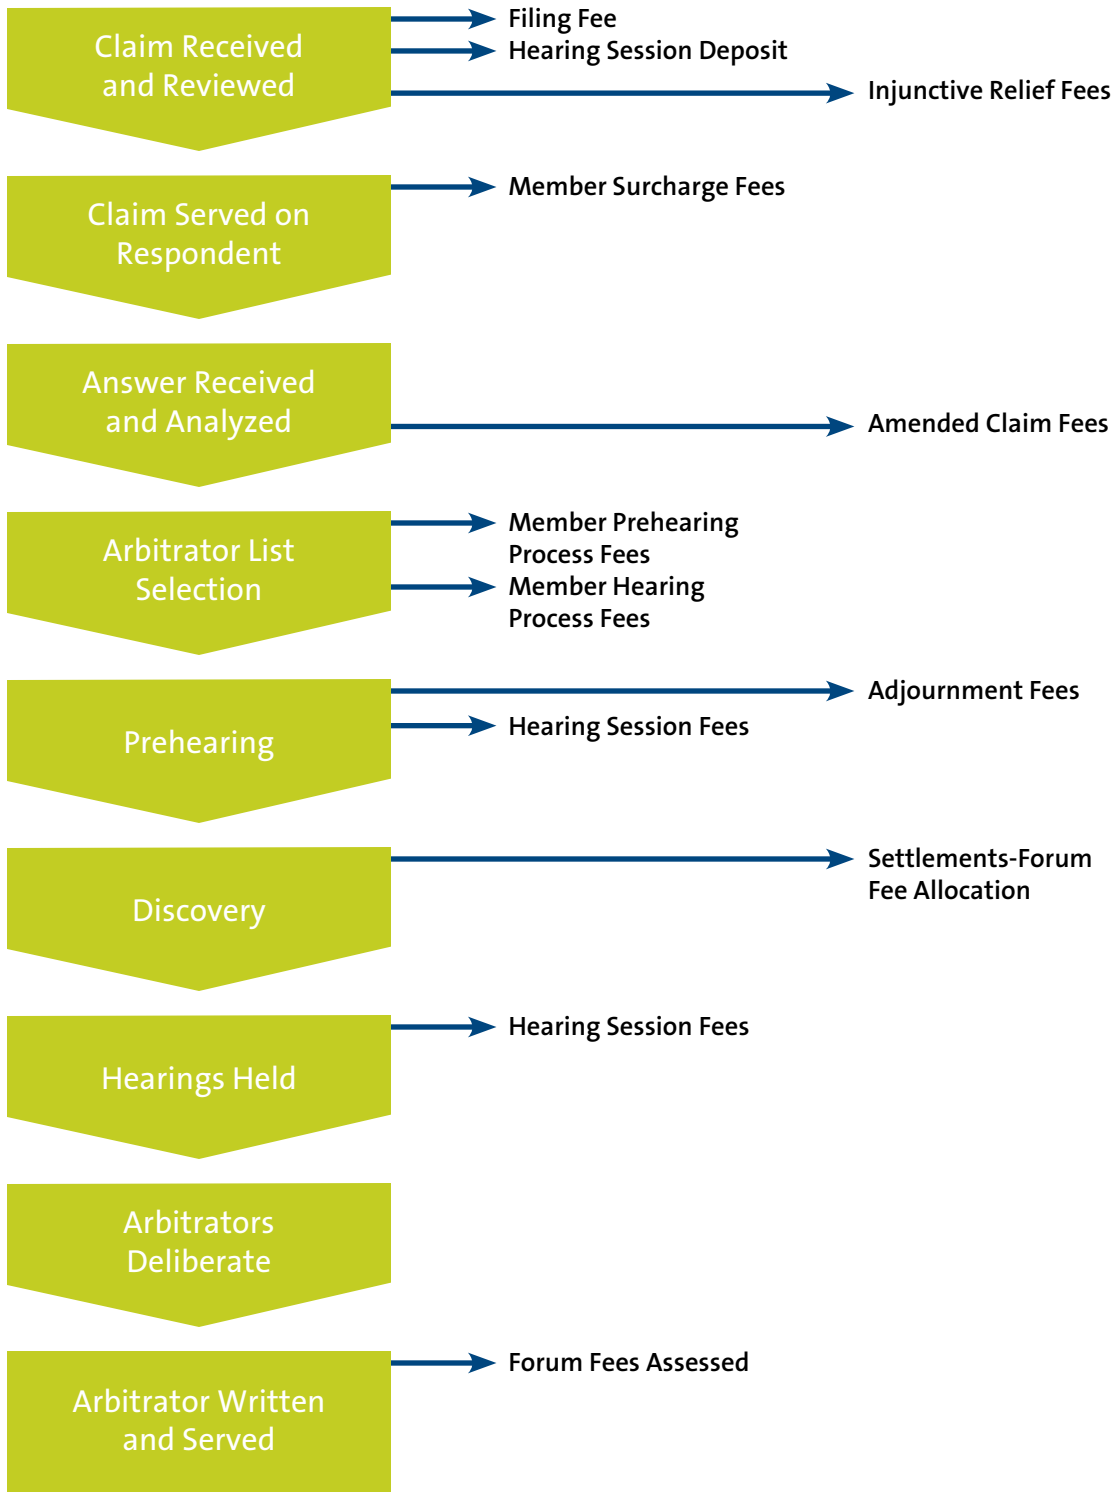 Claim Received
and Reviewed
Filing Fee
Hearing Session Deposit
Injunctive Relief Fees
Claim Served on
Respondent
Member Surcharge Fees
Answer Received
and Analyzed
Amended Claim Fees
Arbitrator List
Selection
Member Prehearing
Process Fees
Member Hearing
Process Fees
Prehearing
Adjournment Fees
Hearing Session Fees
Discovery
Settlements-Forum
Fee Allocation
Hearings Held
Hearing Session Fees
Arbitrators
Deliberate
Arbitrator Written
and Served
Forum Fees Assessed